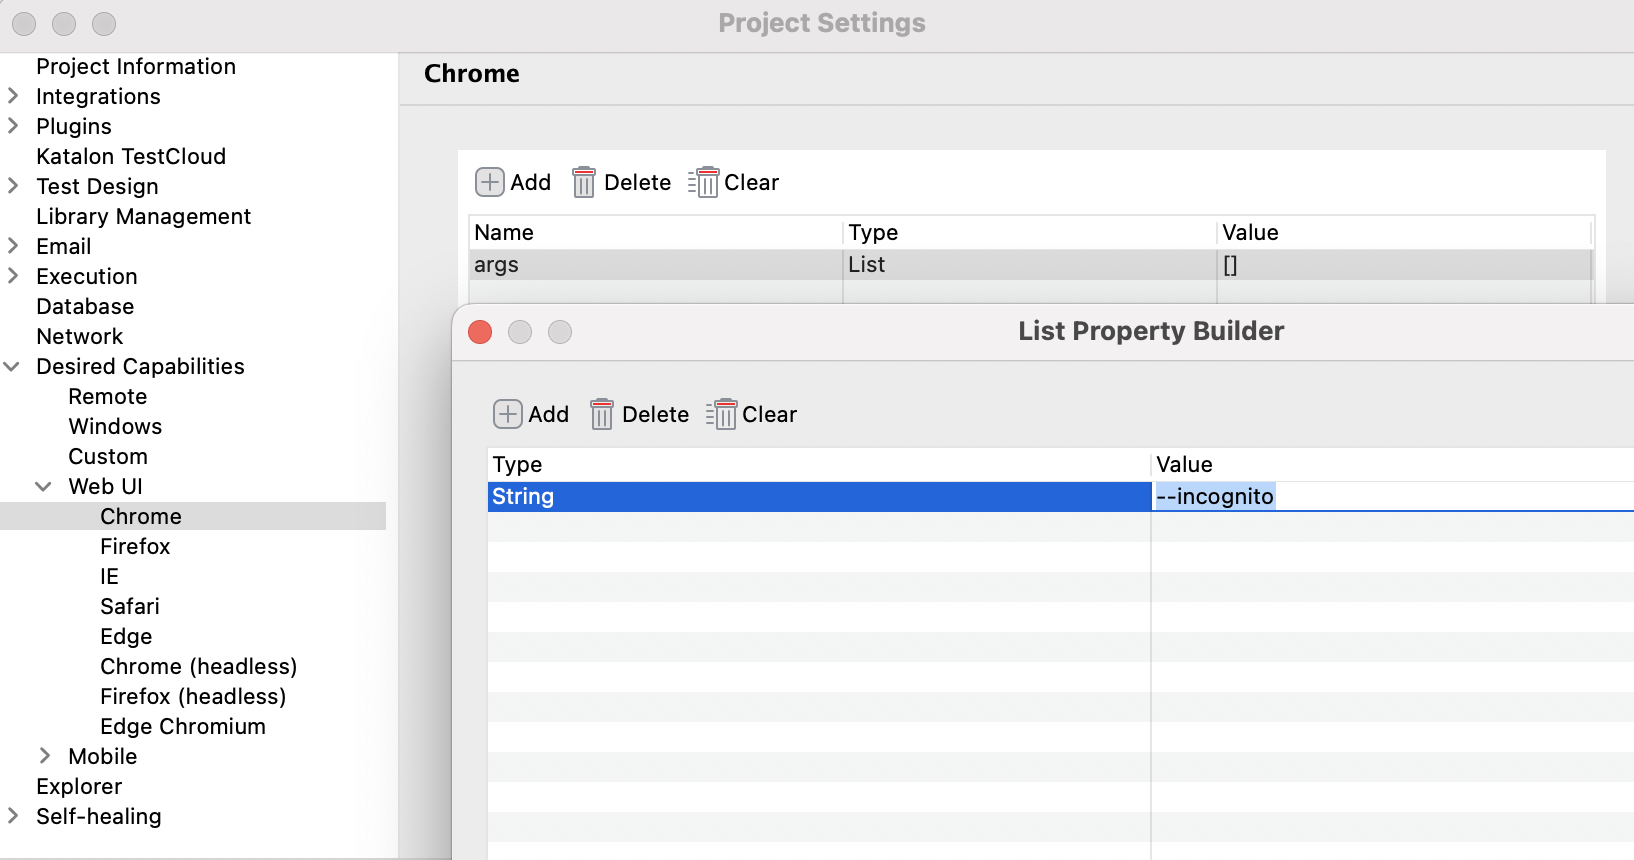 Project Settings
Project Information
Integrations
Plugins
Katalon TestCloud
Test Design
Library Management
Email
Execution
Database
Network
Desired Capabilities
Remote
Windows
Custom
Web UI
Chrome
Firefox
IE
Safari
Edge
Chrome (headless)
Firefox (headless)
Edge Chromium
Mobile
Explorer
Self-healing
Chrome
Add Delete Clear
Name Type Value
args List []
List Property Builder
Add Delete Clear
Type Value
String --incognito